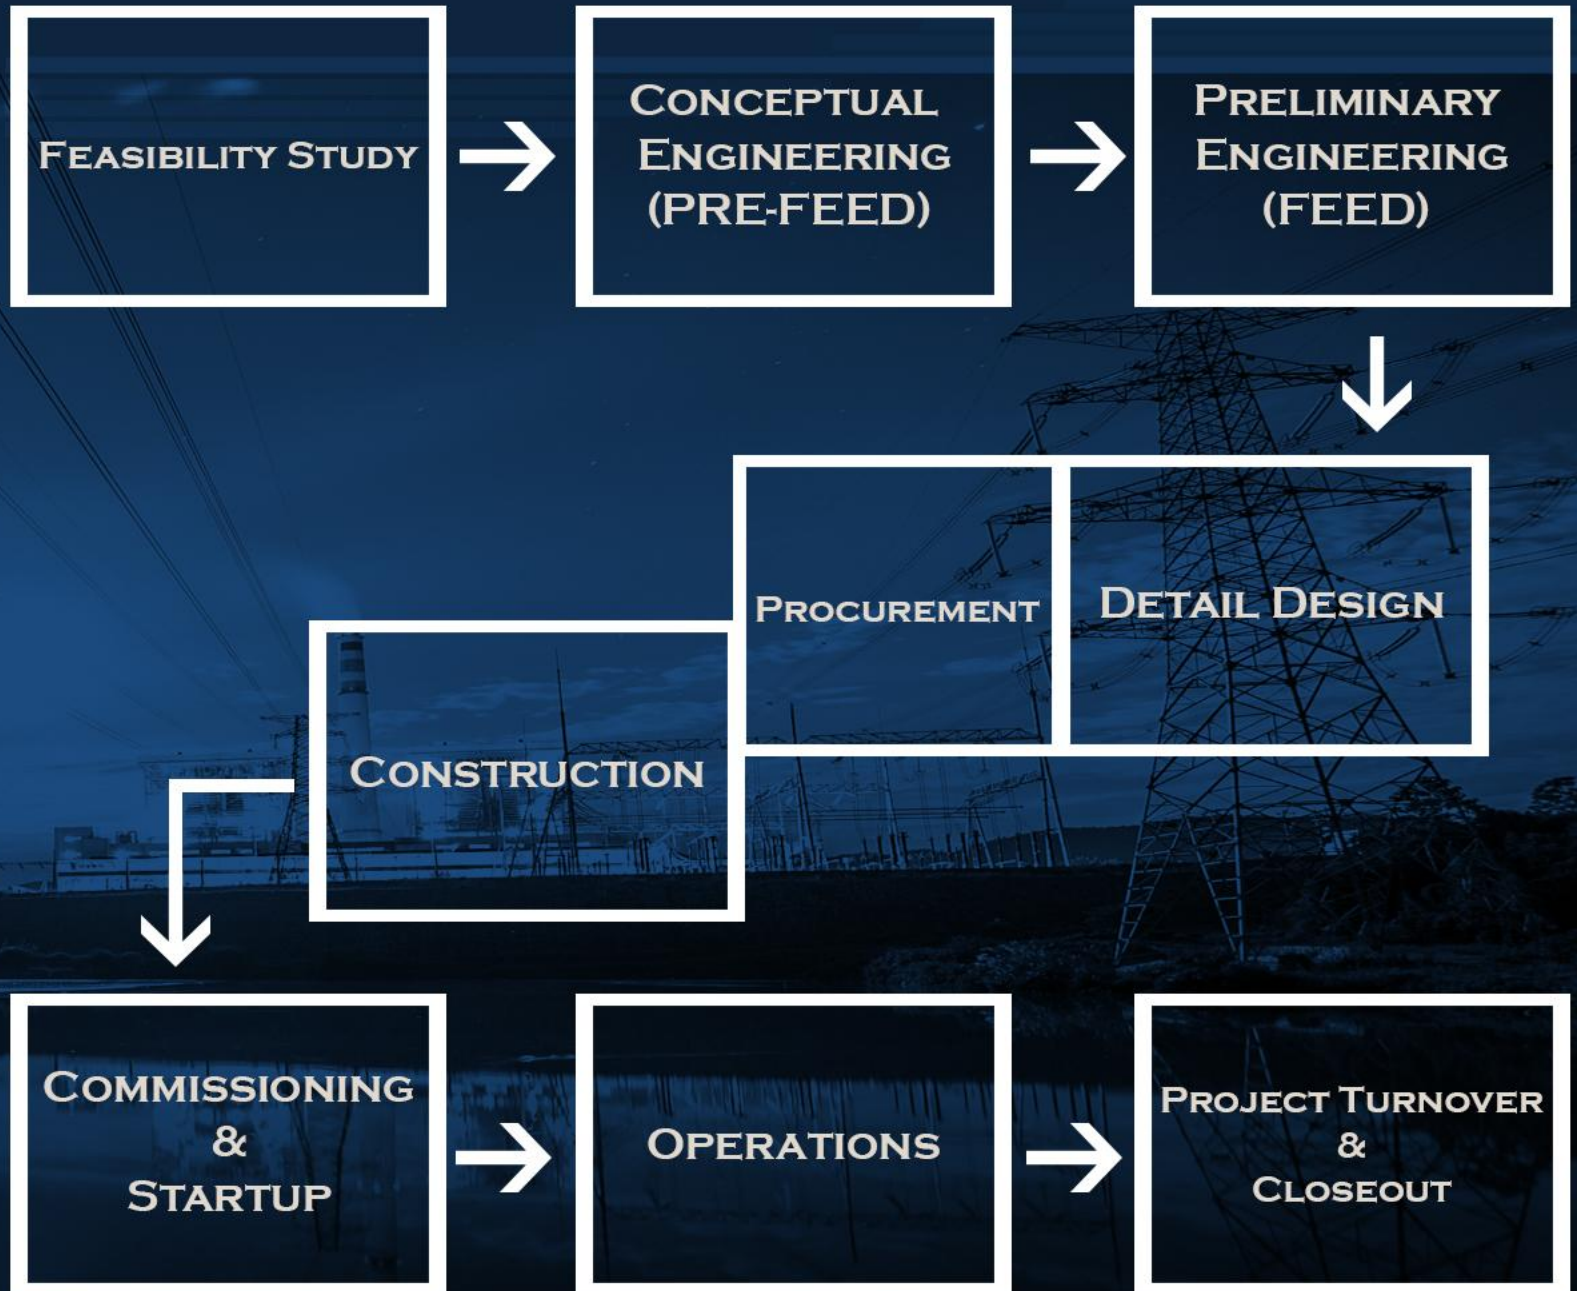 Feasibility Study
Conceptual
Engineering
(PRE-FEED)
Preliminary
Engineering
(FEED)
Detail Design
Procurement
Construction
Commissioning
&
Startup
Operations
Project Turnover
&
Closeout